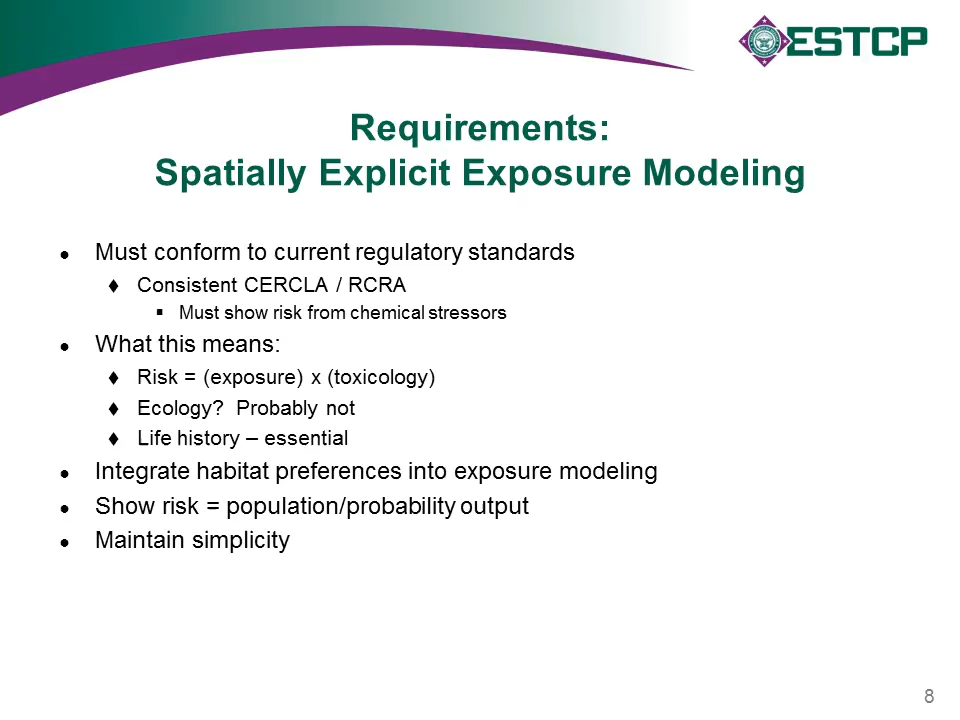 ESTCP
Requirements:
Spatially Explicit Exposure Modeling
● Must conform to current regulatory standards
♦ Consistent CERCLA / RCRA
▪ Must show risk from chemical stressors
● What this means:
♦ Risk = (exposure) x (toxicology)
♦ Ecology? Probably not
♦ Life history – essential
● Integrate habitat preferences into exposure modeling
● Show risk = population/probability output
● Maintain simplicity
8